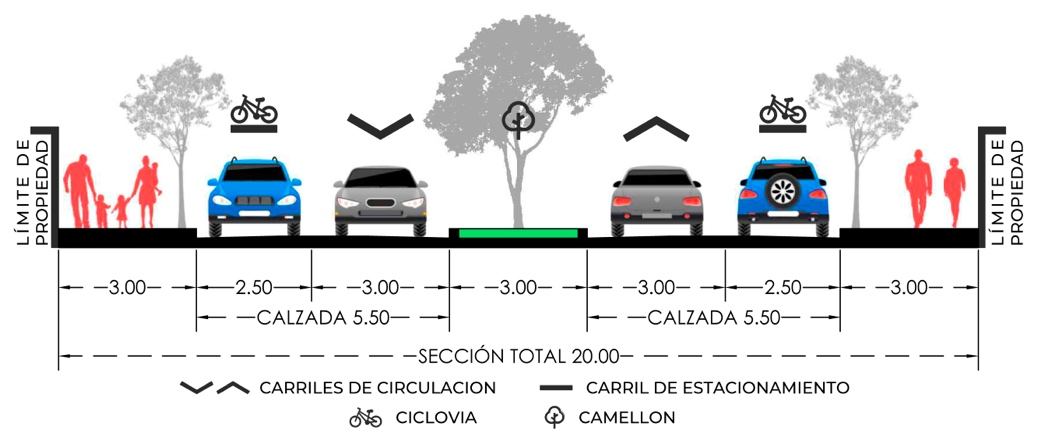 LÍMITE DE
PROPIEDAD
LÍMITE DE
PROPIEDAD
3.00 2.50 3.00 3.00 3.00 2.50 3.00
CALZADA 5.50 CALZADA 5.50
SECCIÓN TOTAL 20.00
CARRILES DE CIRCULACION CARRIL DE ESTACIONAMIENTO
CICLOVIA CAMELLON